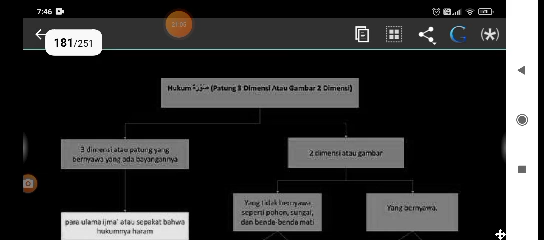 7:46
21:05
181/251
Hukum صُوْرَة (Patung 3 Dimensi Atau Gambar 2 Dimensi)
3 dimensi atau patung yang
bernyawa yang ada bayangannya
2 dimensi atau gambar
Yang tidak bernyawa
seperti pohon, sungai,
dan benda-benda mati
Yang bernyawa.
para ulama ijma' atau sepakat bahwa
hukumnya haram